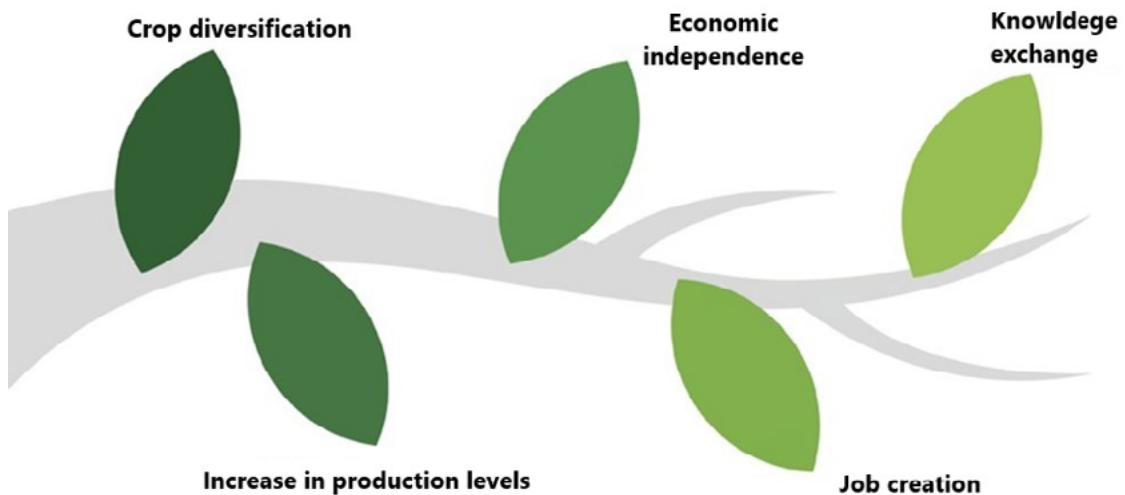 Crop diversification
Economic
independence
Knowldege
exchange
Increase in production levels
Job creation